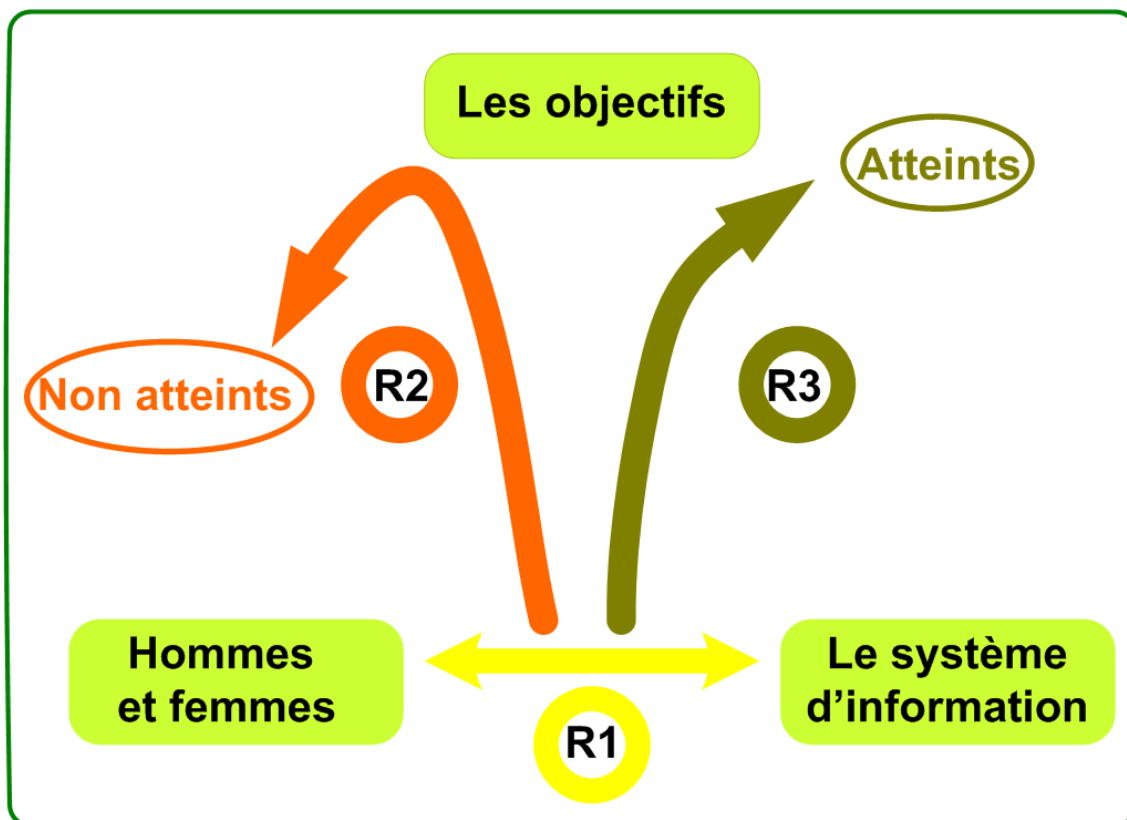 Les objectifs
Atteints
Non atteints
R2
R3
Hommes
et femmes
Le système
d’information
R1